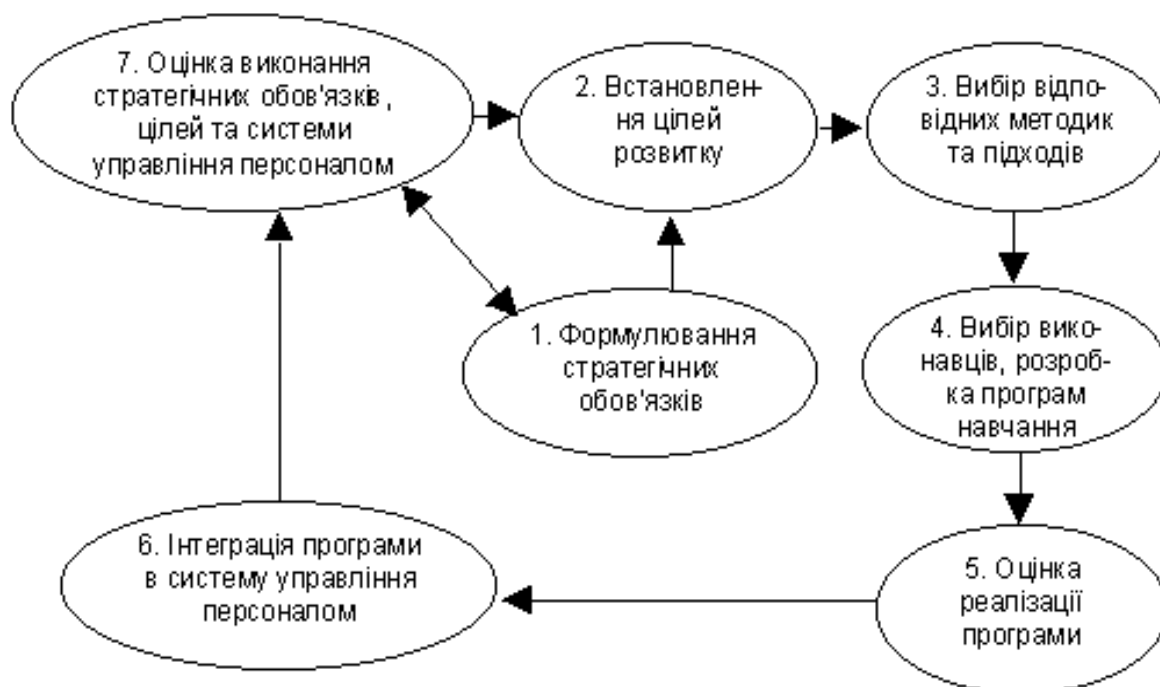 7. Оцінка виконання
стратегічних обов'язків,
цілей та системи
управління персоналом
2. Встановлен-
ня цілей
розвитку
3. Вибір відпо-
відних методик
та підходів
1. Формулювання
стратегічних
обов'язків
4. Вибір вико-
навців, розроб-
ка програм
навчання
6. Інтеграція програми
в систему управління
персоналом
5. Оцінка
реалізації
програми